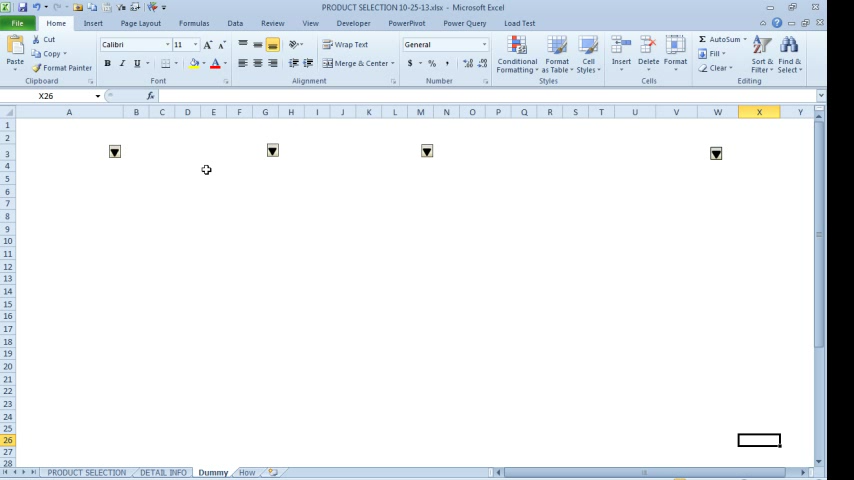 PRODUCT SELECTION 10-25-13.xlsx - Microsoft Excel
File Home Insert Page Layout Formulas Data Review View Developer PowerPivot Power Query Load Test
Cut
Copy
Format Painter
Paste
Clipboard
Calibri 11
B I U
Font
Wrap Text
Merge & Center
Alignment
General
$ % ,
Number
Conditional Formatting
Format as Table
Cell Styles
Styles
Insert Delete Format
Cells
AutoSum
Fill
Clear
Sort & Filter
Find & Select
Editing
X26 fx
A B C D E F G H I J K L M N O P Q R S T U V W X Y
1
2
3
4
5
6
7
8
9
10
11
12
13
14
15
16
17
18
19
20
21
22
23
24
25
26
27
28
PRODUCT SELECTION DETAIL INFO Dummy How